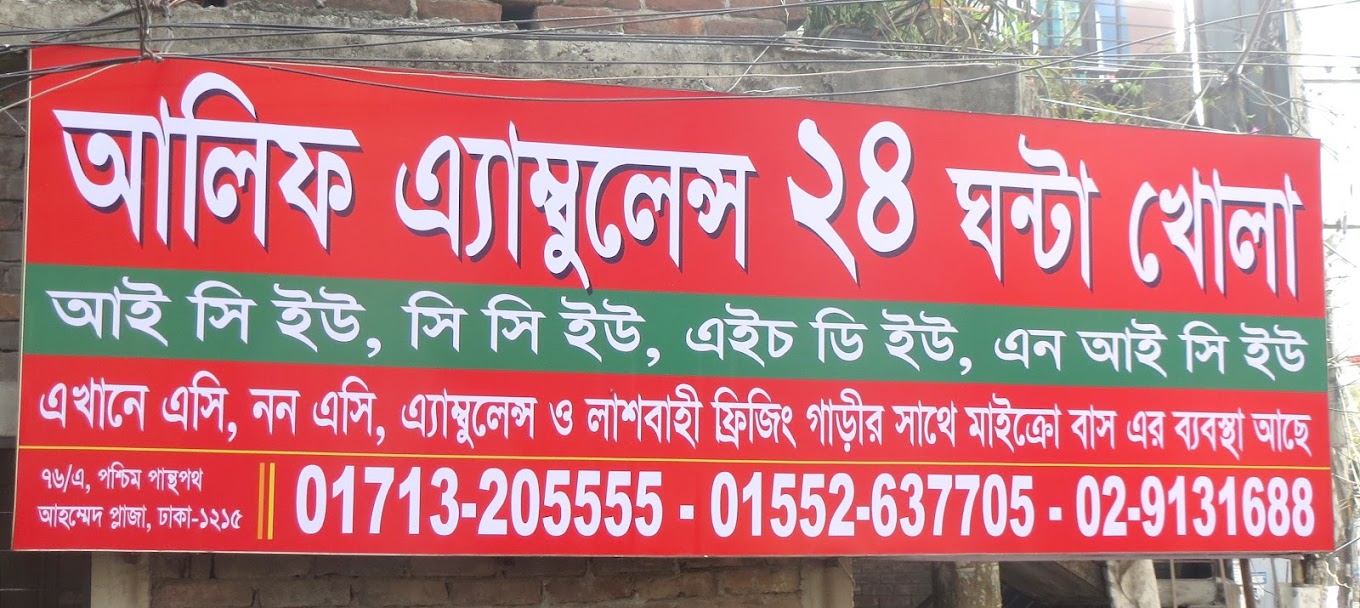 আলিফ এ্যাম্বুলেন্স ২৪ ঘন্টা খোলা
আই সি ইউ, সি সি ইউ, এইচ ডি ইউ, এন আই সি ইউ
এখানে এসি, নন এসি, এ্যাম্বুলেন্স ও লাশবাহী ফ্রিজিং গাড়ীর সাথে মাইক্রো বাস এর ব্যবস্থা আছে
৭৬/এ, পশ্চিম পান্থপথ
আহম্মেদ প্লাজা, ঢাকা-১২১৫
01713-205555 - 01552-637705 - 02-9131688